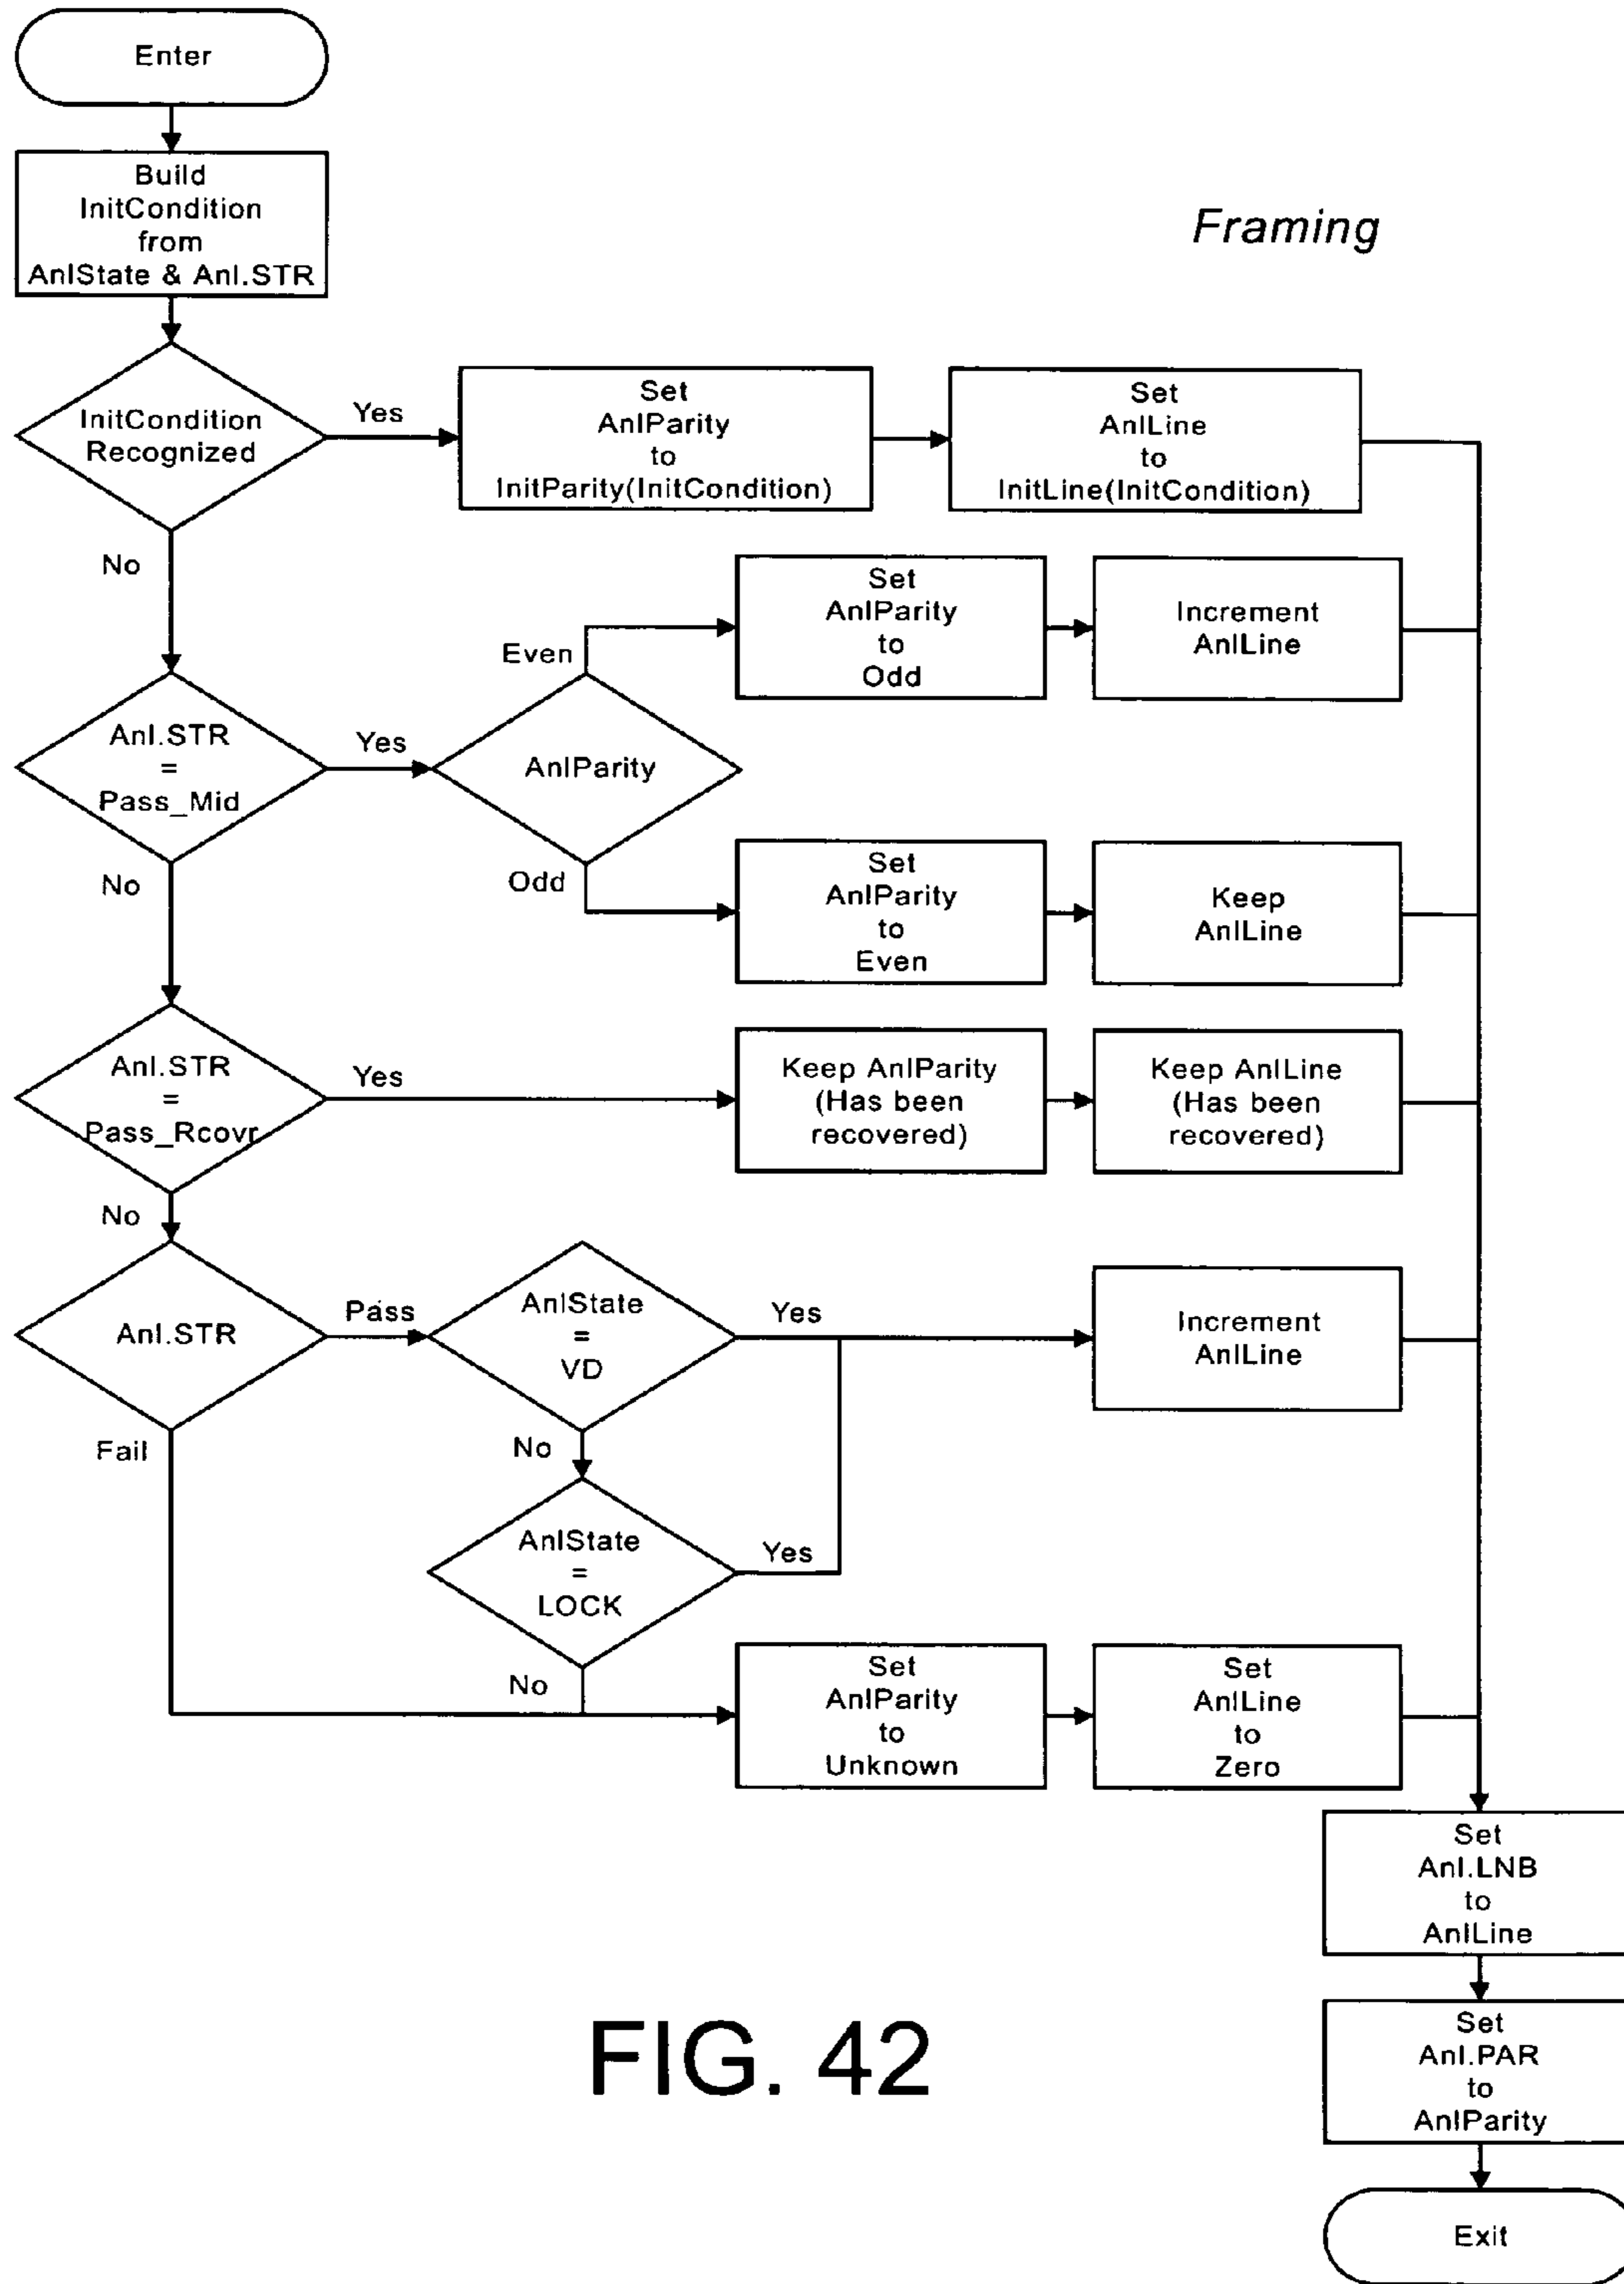 Enter
Build
InitCondition
from
AnlState & Anl.STR
Framing
InitCondition
Recognized
Yes
Set
AnlParity
to
InitParity(InitCondition)
Set
AnlLine
to
InitLine(InitCondition)
No
Anl.STR
=
Pass_Mid
Yes
AnlParity
Even
Set
AnlParity
to
Odd
Increment
AnlLine
Odd
Set
AnlParity
to
Even
Keep
AnlLine
No
Anl.STR
=
Pass_Rcovr
Yes
Keep AnlParity
(Has been
recovered)
Keep AnlLine
(Has been
recovered)
No
Anl.STR
Pass
AnlState
=
VD
Yes
Increment
AnlLine
No
AnlState
=
LOCK
Yes
Fail
No
Set
AnlParity
to
Unknown
Set
AnlLine
to
Zero
Set
Anl.LNB
to
AnlLine
Set
Anl.PAR
to
AnlParity
Exit
FIG. 42